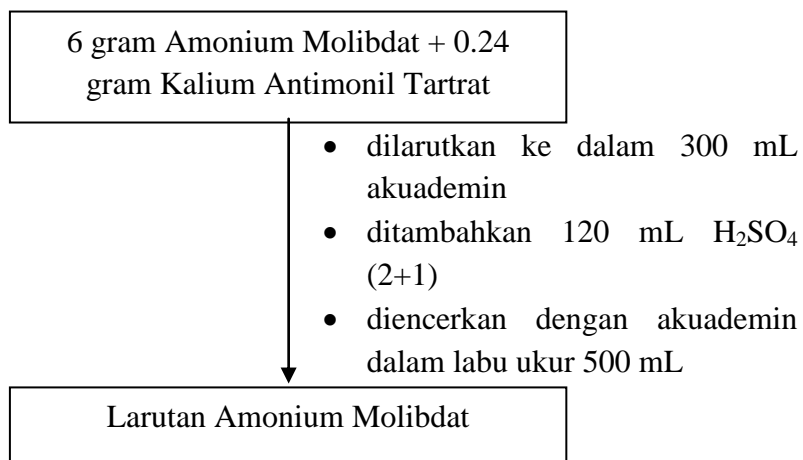 6 gram Amonium Molibdat + 0.24
gram Kalium Antimonil Tartrat
• dilarutkan ke dalam 300 mL
akuademin
• ditambahkan 120 mL H₂SO₄
(2+1)
• diencerkan dengan akuademin
dalam labu ukur 500 mL
Larutan Amonium Molibdat